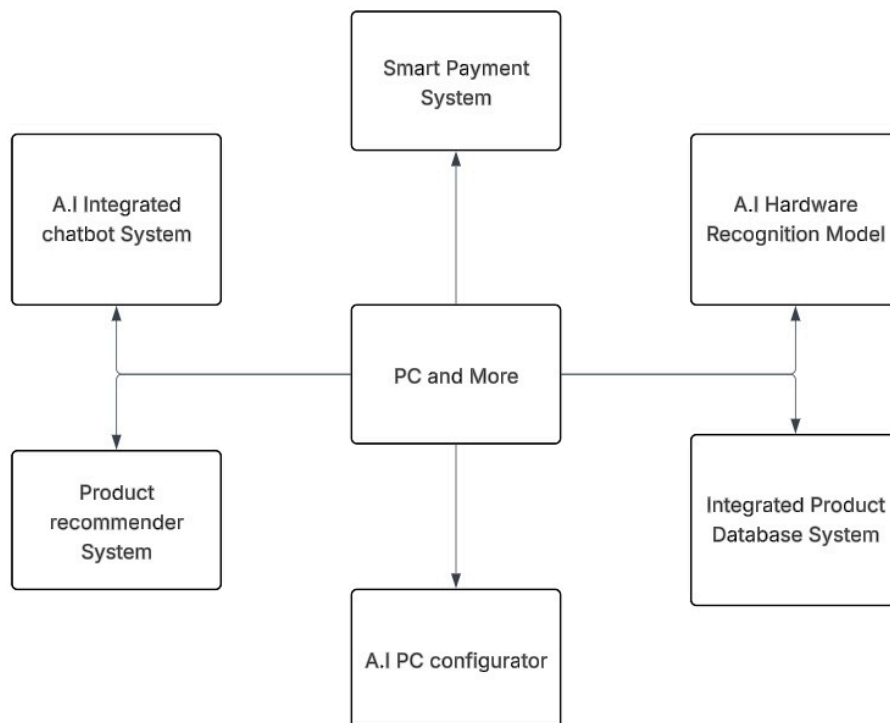 Smart Payment
System
A.I Integrated
chatbot System
A.I Hardware
Recognition Model
PC and More
Product
recommender
System
Integrated Product
Database System
A.I PC configurator